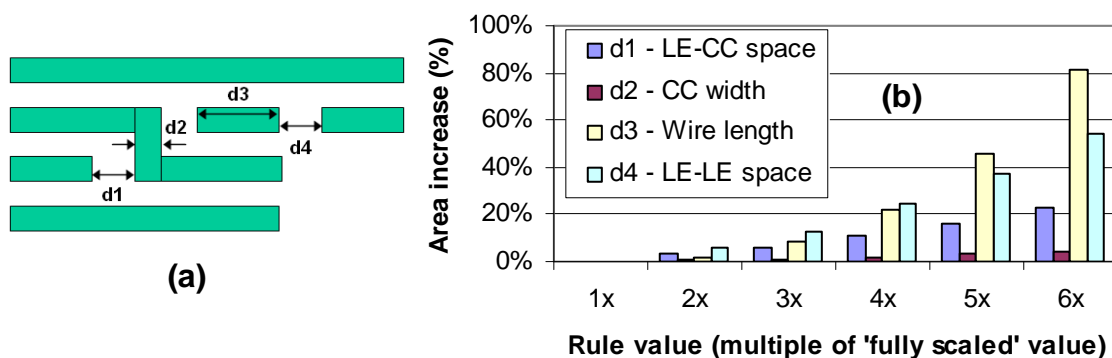 d3
d2
d4
d1
(a)
Area increase (%)
100%
80%
60%
40%
20%
0%
d1 - LE-CC space
d2 - CC width
d3 - Wire length
d4 - LE-LE space
(b)
1x 2x 3x 4x 5x 6x
Rule value (multiple of 'fully scaled' value)